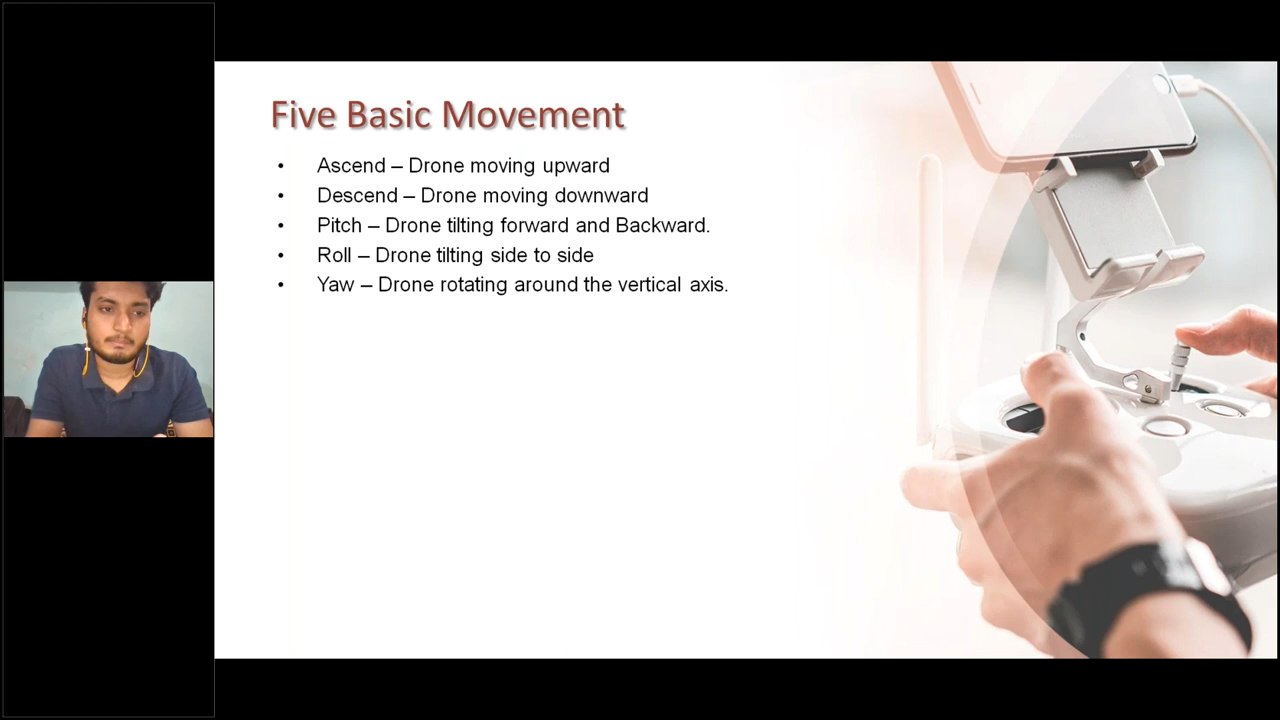 Five Basic Movement
• Ascend – Drone moving upward
• Descend – Drone moving downward
• Pitch – Drone tilting forward and Backward.
• Roll – Drone tilting side to side
• Yaw – Drone rotating around the vertical axis.